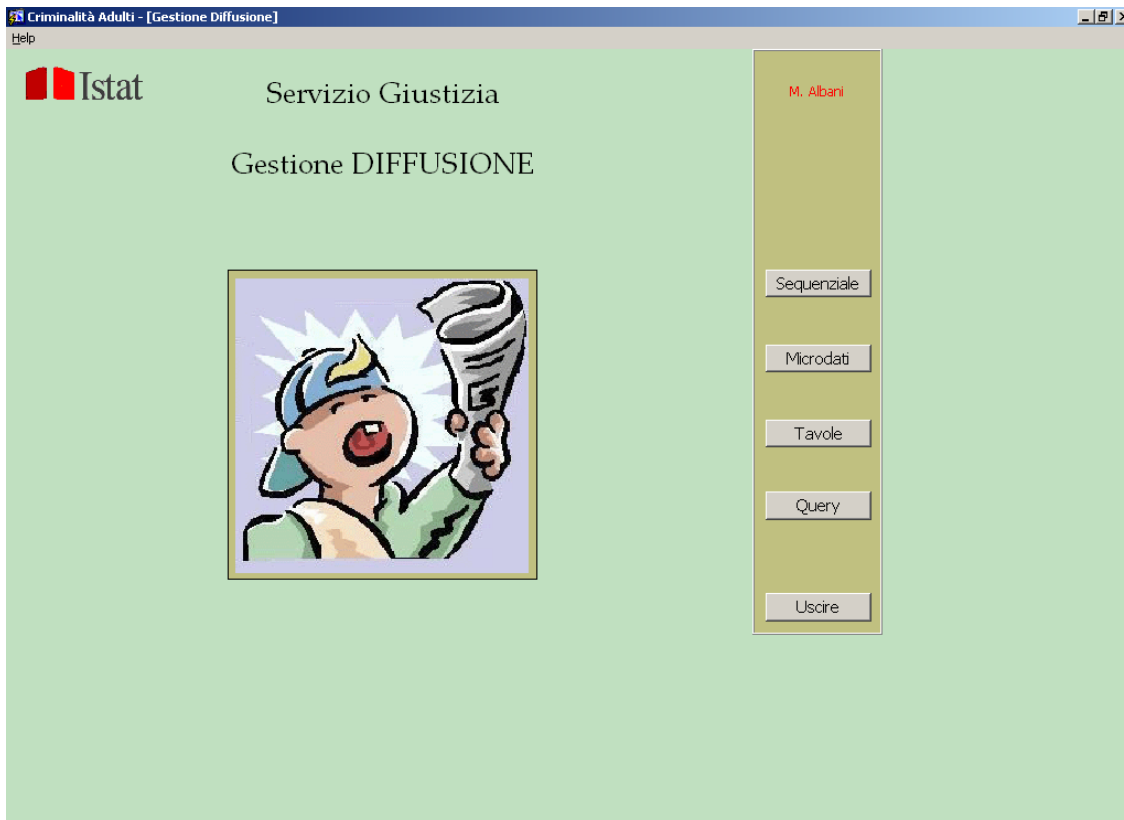 Criminalità Adulti - [Gestione Diffusione]
Help
Istat
Servizio Giustizia
Gestione DIFFUSIONE
M. Albani
Sequenziale
Microdati
Tavole
Query
Uscire